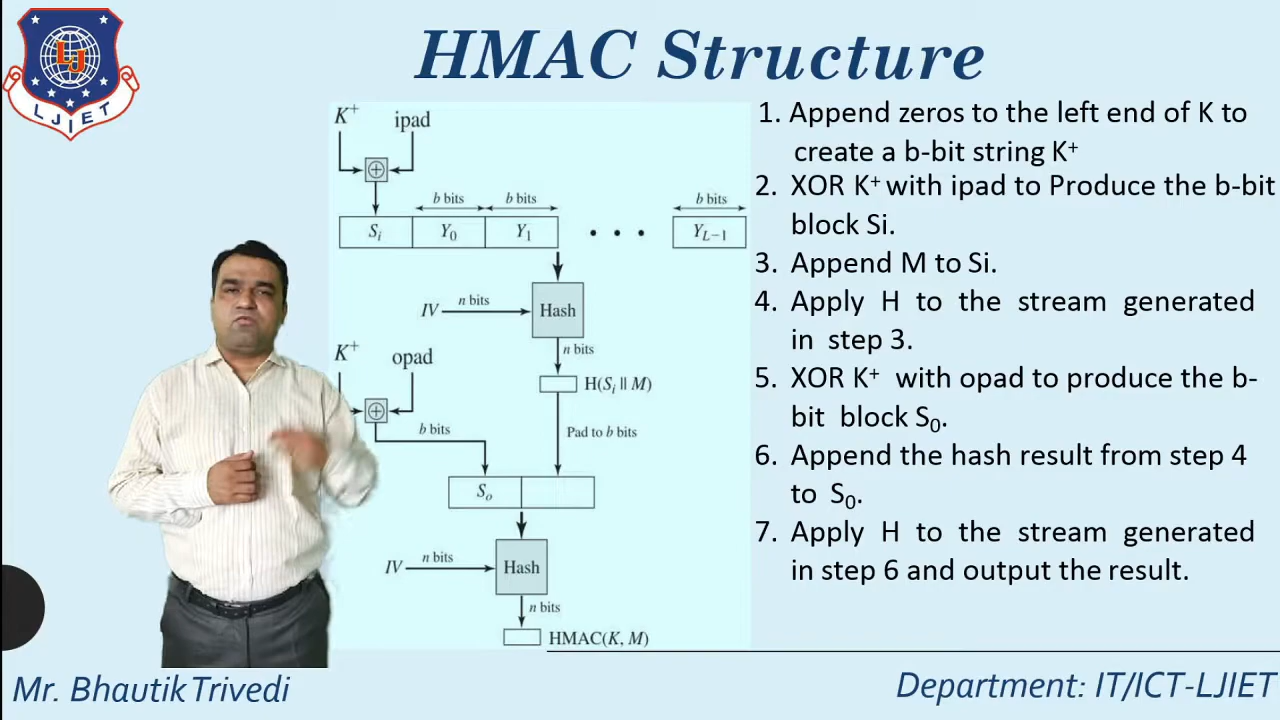 HMAC Structure
LJ
LJIET
K+ ipad
b bits b bits b bits
Si Y0 Y1 • • • YL−1
IV n bits Hash
n bits
H(Si || M)
K+ opad
b bits Pad to b bits
So
IV n bits Hash
n bits
HMAC(K, M)
1. Append zeros to the left end of K to
create a b-bit string K+
2. XOR K+ with ipad to Produce the b-bit
block Si.
3. Append M to Si.
4. Apply H to the stream generated
in step 3.
5. XOR K+ with opad to produce the b-
bit block S0.
6. Append the hash result from step 4
to S0.
7. Apply H to the stream generated
in step 6 and output the result.
Mr. Bhautik Trivedi
Department: IT/ICT-LJIET